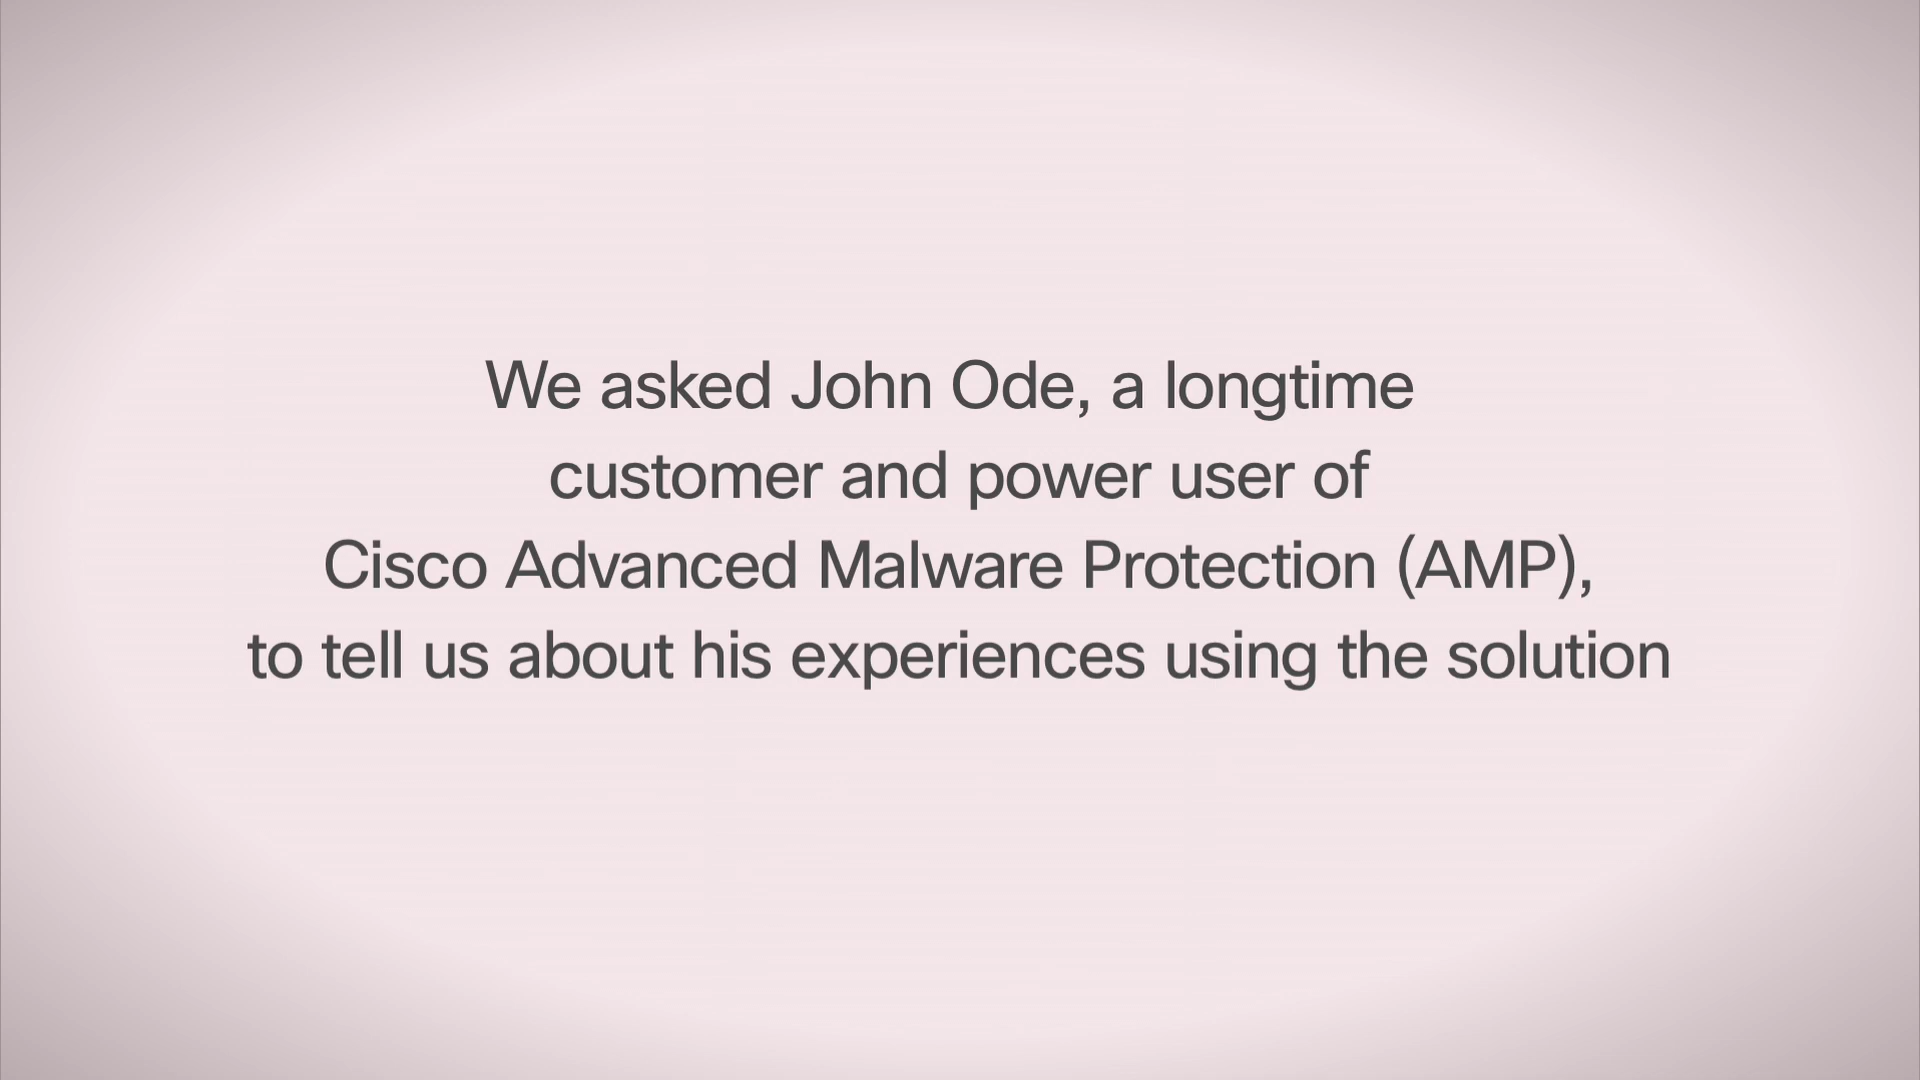 We asked John Ode, a longtime
customer and power user of
Cisco Advanced Malware Protection (AMP),
to tell us about his experiences using the solution